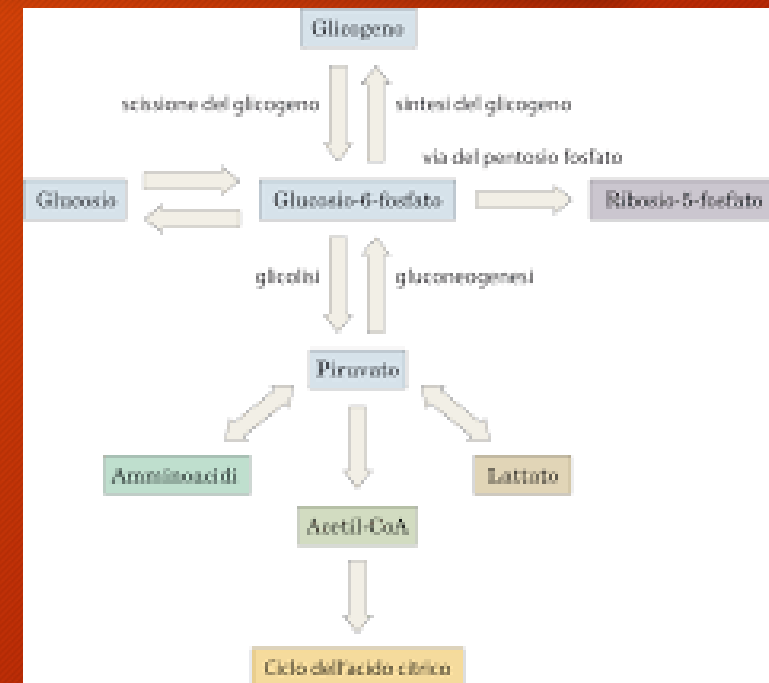 Glicogeno
scissione del glicogeno
sintesi del glicogeno
via del pentosio fosfato
Glucosio
Glucosio-6-fosfato
Ribosio-5-fosfato
glicolisi
gluconeogenesi
Piruvato
Amminoacidi
Lattato
Acetil-CoA
Ciclo dell'acido citrico